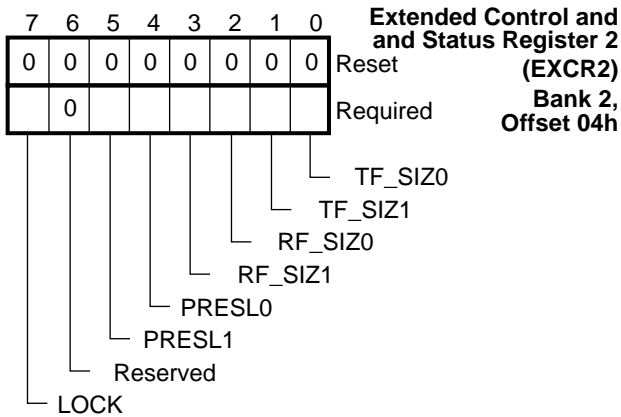 7 6 5 4 3 2 1 0
Extended Control and
and Status Register 2
(EXCR2)
Bank 2,
Offset 04h
0 0 0 0 0 0 0 0 Reset
0 Required
TF_SIZ0
TF_SIZ1
RF_SIZ0
RF_SIZ1
PRESL0
PRESL1
Reserved
LOCK